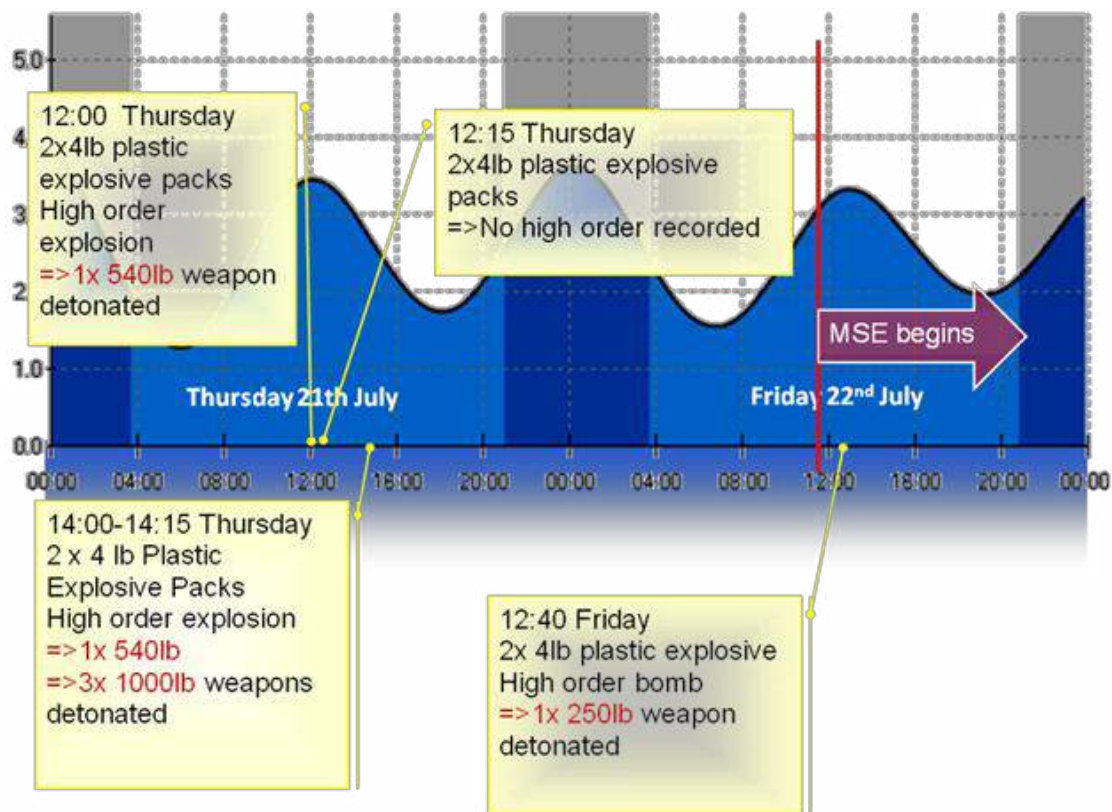 5.0
4.
3.
2
1.0
0.0
12:00 Thursday
2x4lb plastic
explosive packs
High order
explosion
=>1x 540lb weapon
detonated
12:15 Thursday
2x4lb plastic explosive
packs
=>No high order recorded
MSE begins
Thursday 21th July
Friday 22nd July
00:00 04:00 08:00 12:00 16:00 20:00 00:00 04:00 08:00 12:00 16:00 20:00 00:00
14:00-14:15 Thursday
2 x 4 lb Plastic
Explosive Packs
High order explosion
=>1x 540lb
=>3x 1000lb weapons
detonated
12:40 Friday
2x 4lb plastic explosive
High order bomb
=>1x 250lb weapon
detonated